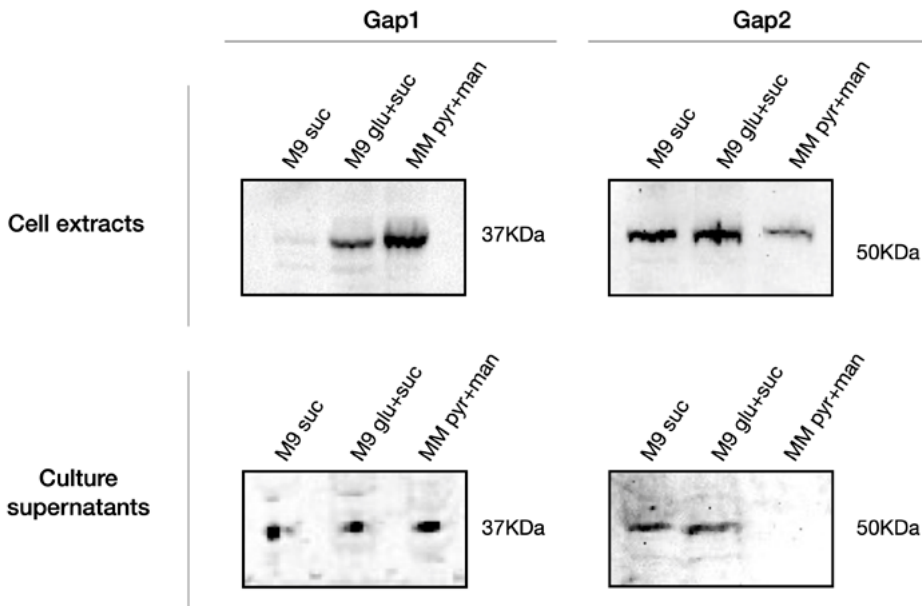 Gap1
Gap2
M9 suc
M9 glu+suc
MM pyr+man
M9 suc
M9 glu+suc
MM pyr+man
Cell extracts
37KDa
50KDa
M9 suc
M9 glu+suc
MM pyr+man
M9 suc
M9 glu+suc
MM pyr+man
Culture
supernatants
37KDa
50KDa